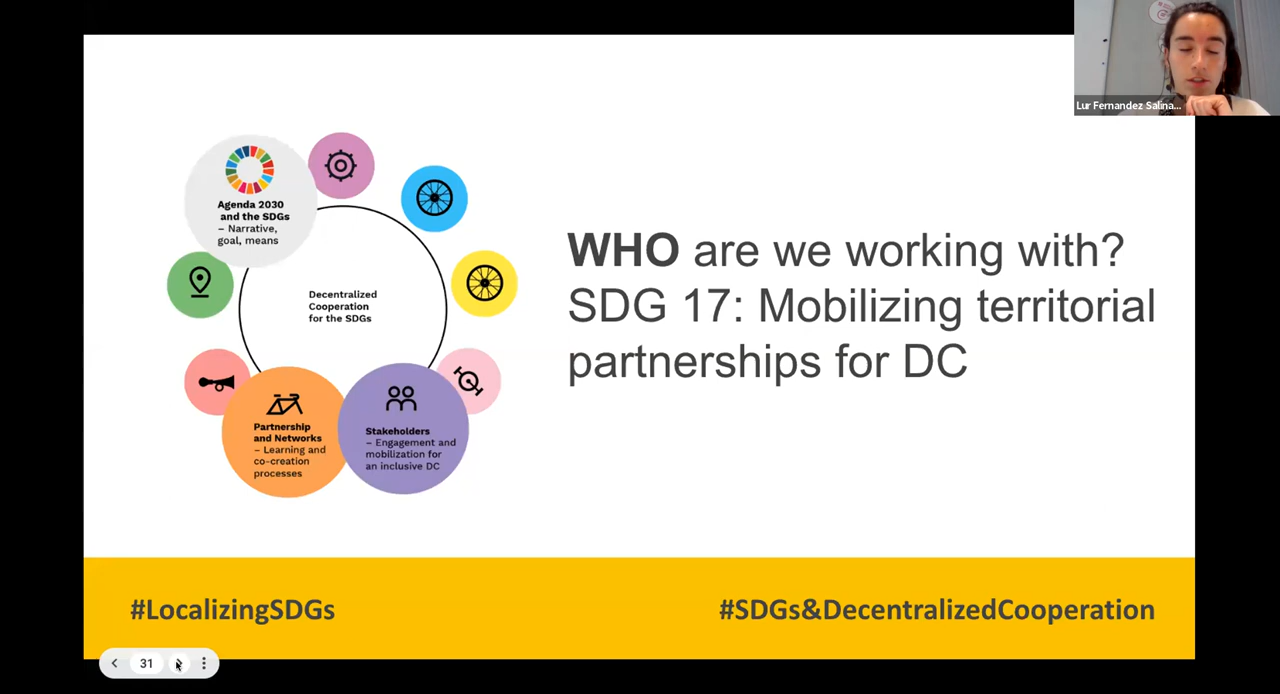 Lur Fernandez Salina...
Agenda 2030
and the SDGs
– Narrative,
goal, means
Decentralized
Cooperation
for the SDGs
Partnership
and Networks
– Learning and
co-creation
processes
Stakeholders
– Engagement and
mobilization for
an inclusive DC
WHO are we working with?
SDG 17: Mobilizing territorial
partnerships for DC
#LocalizingSDGs
#SDGs&DecentralizedCooperation
31